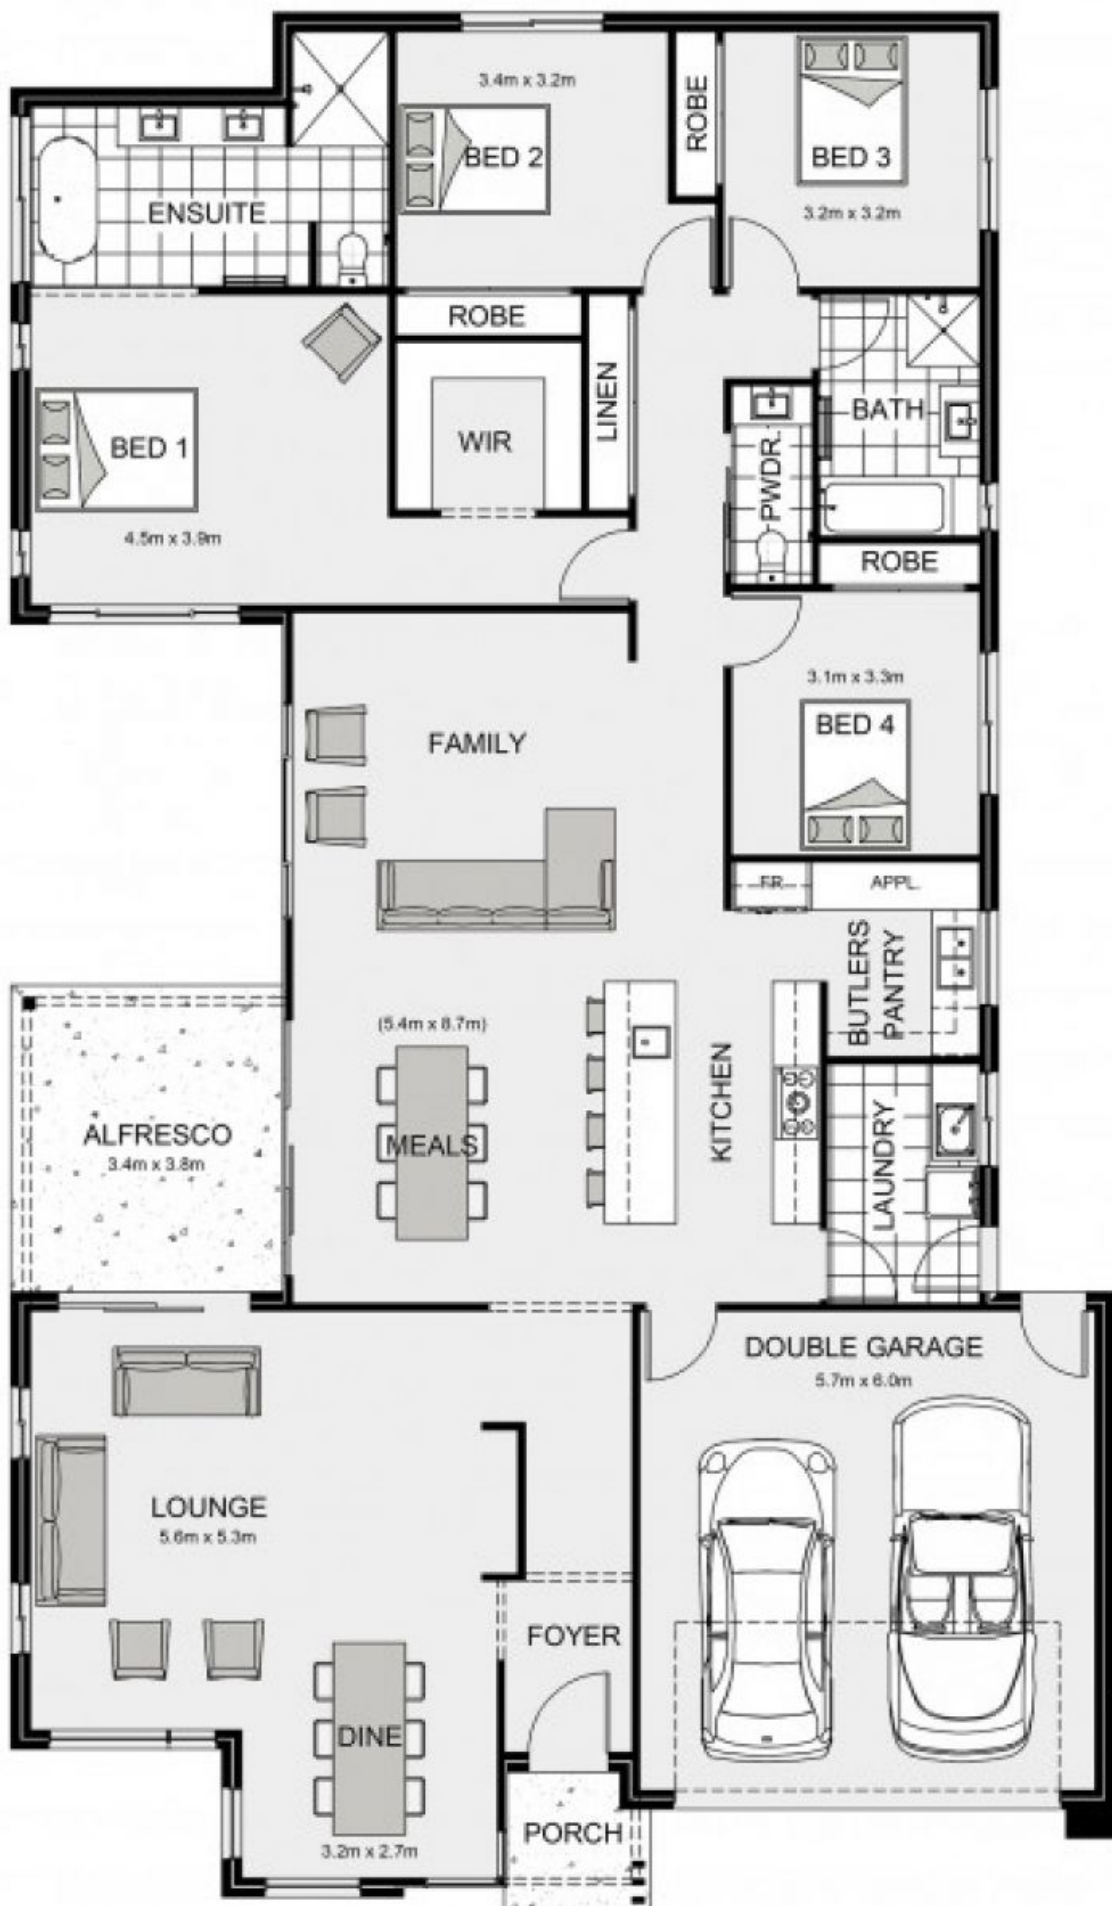 3.4m x 3.2m
ROBE
BED 2
BED 3
3.2m x 3.2m
ENSUITE
ROBE
LINEN
WIR
BED 1
4.5m x 3.9m
BATH
PWDR.
ROBE
3.1m x 3.3m
BED 4
FAMILY
FR
APPL.
BUTLERS
PANTRY
(5.4m x 8.7m)
MEALS
KITCHEN
LAUNDRY
ALFRESCO
3.4m x 3.8m
DOUBLE GARAGE
5.7m x 6.0m
LOUNGE
5.6m x 5.3m
FOYER
DINE
3.2m x 2.7m
PORCH